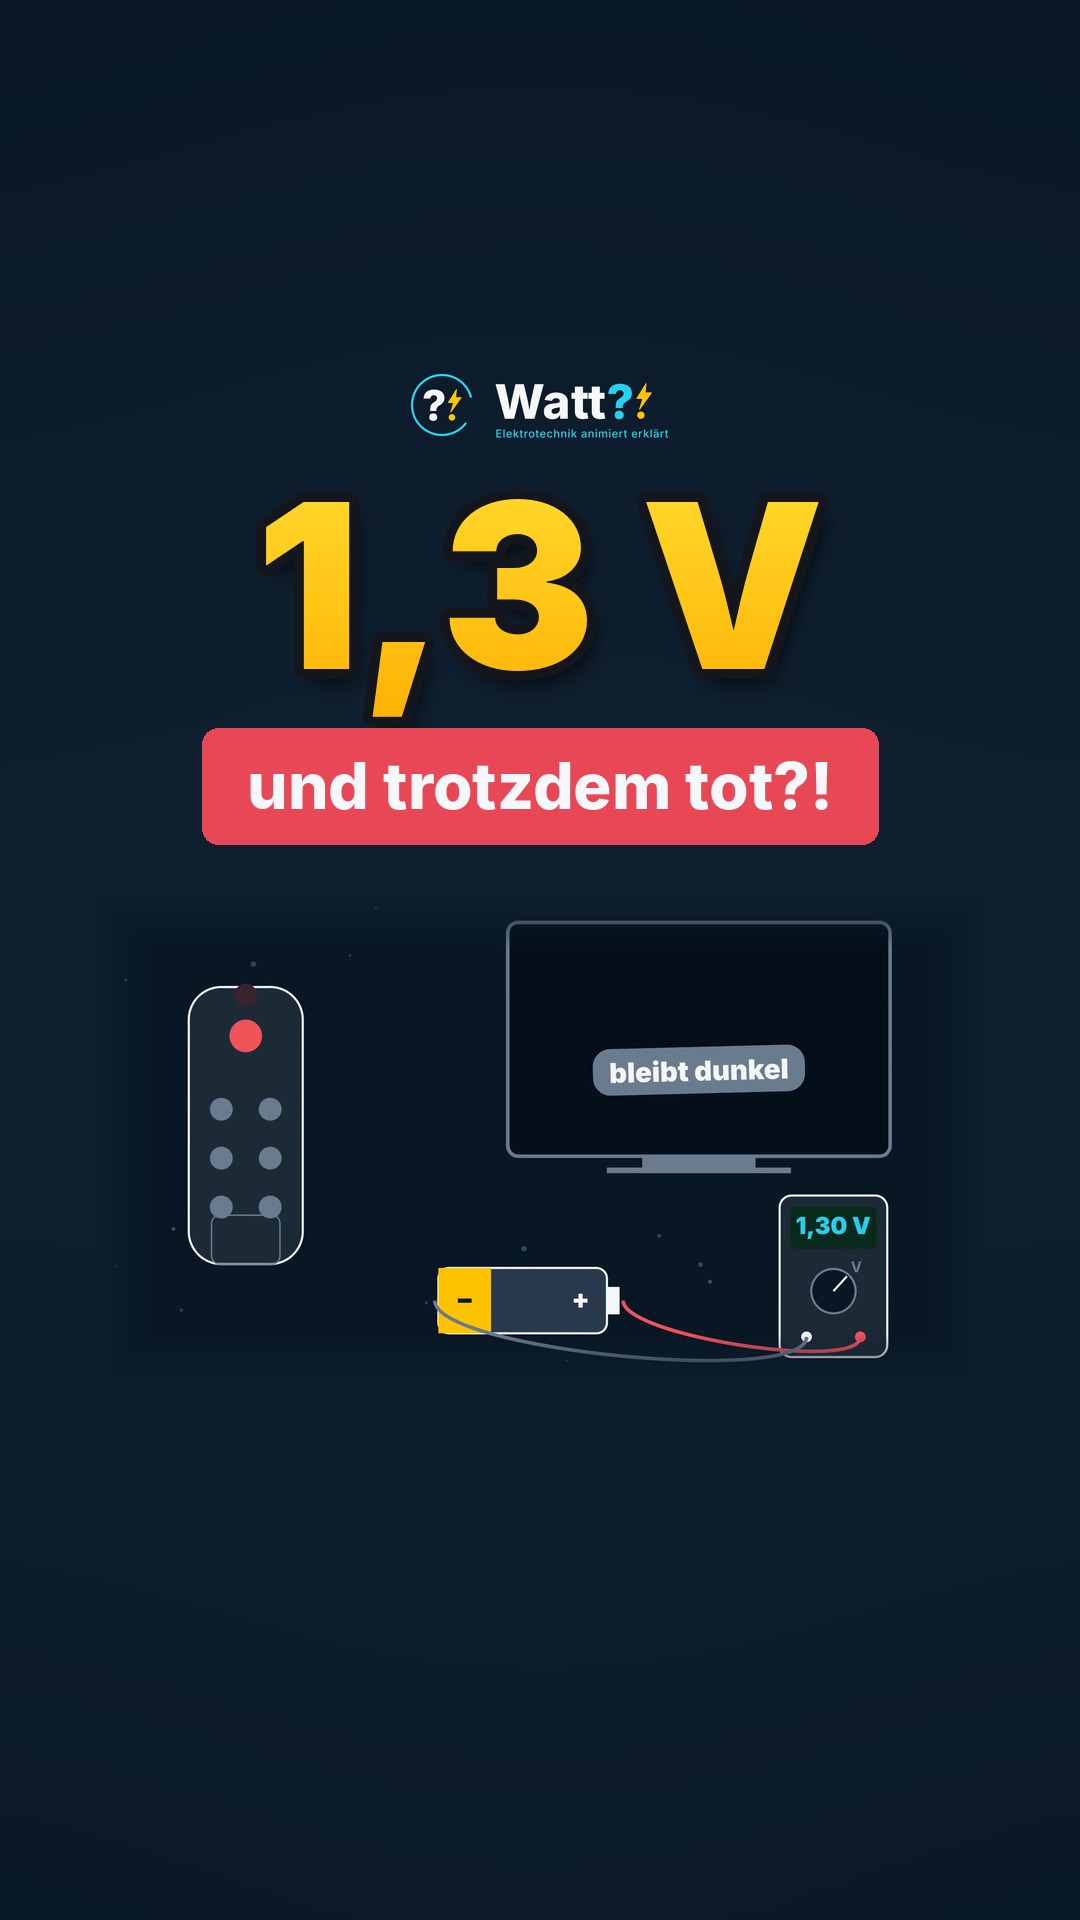 ?!
Watt?!
Elektrotechnik animiert erklärt
1,3 V
und trotzdem tot?!
bleibt dunkel
1,30 V
V
− +